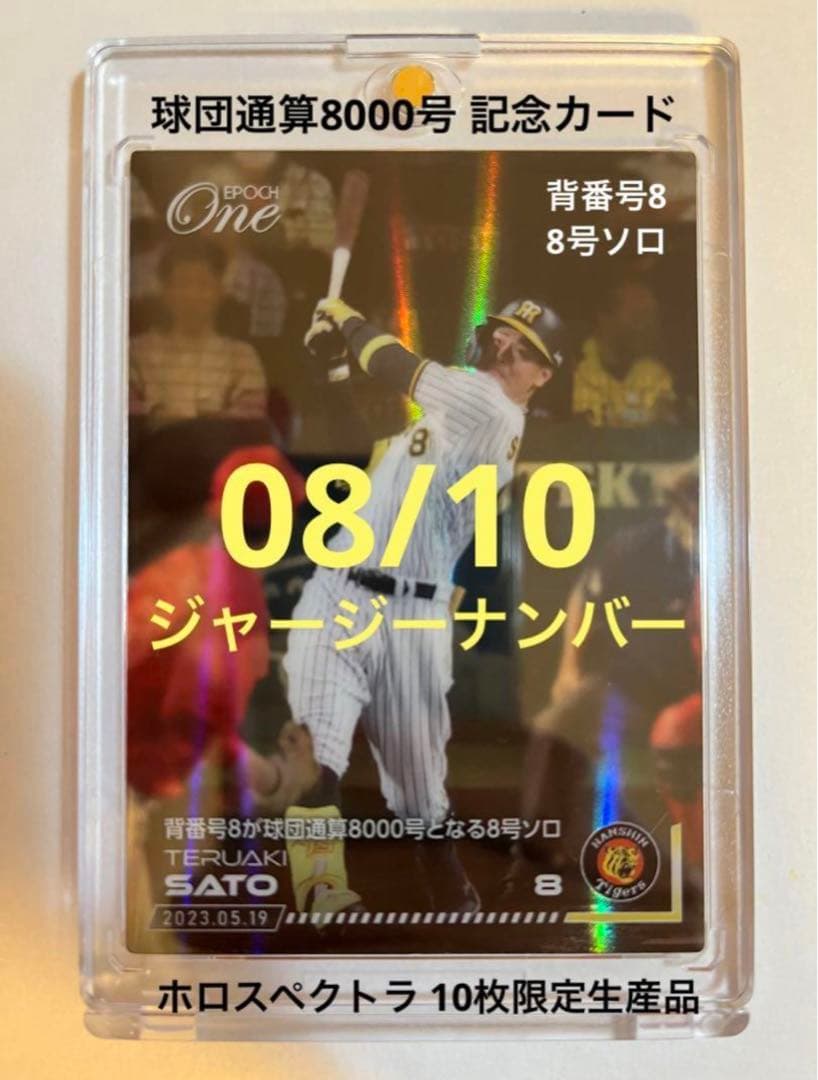 球団通算8000号 記念カード
EPOCH
One
背番号8
8号ソロ
8
08/10
ジャージーナンバー
背番号8が球団通算8000号となる8号ソロ
TERUAKI
SATO
8
HANSHIN
Tigers
2023.05.19
ホロスペクトラ 10枚限定生産品